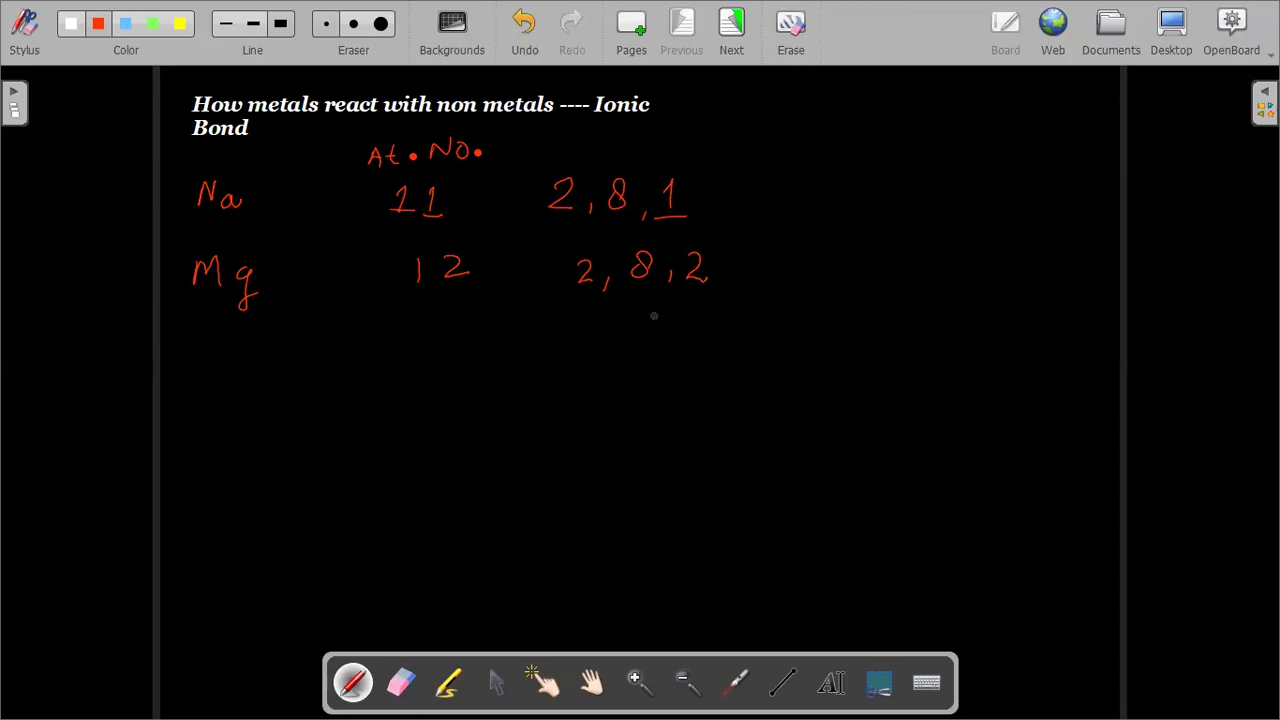 Stylus Color Line Eraser Backgrounds Undo Redo Pages Previous Next Erase Board Web Documents Desktop OpenBoard
How metals react with non metals ---- Ionic
Bond
At. No.
Na 11 2, 8, 1
Mg 12 2, 8, 2